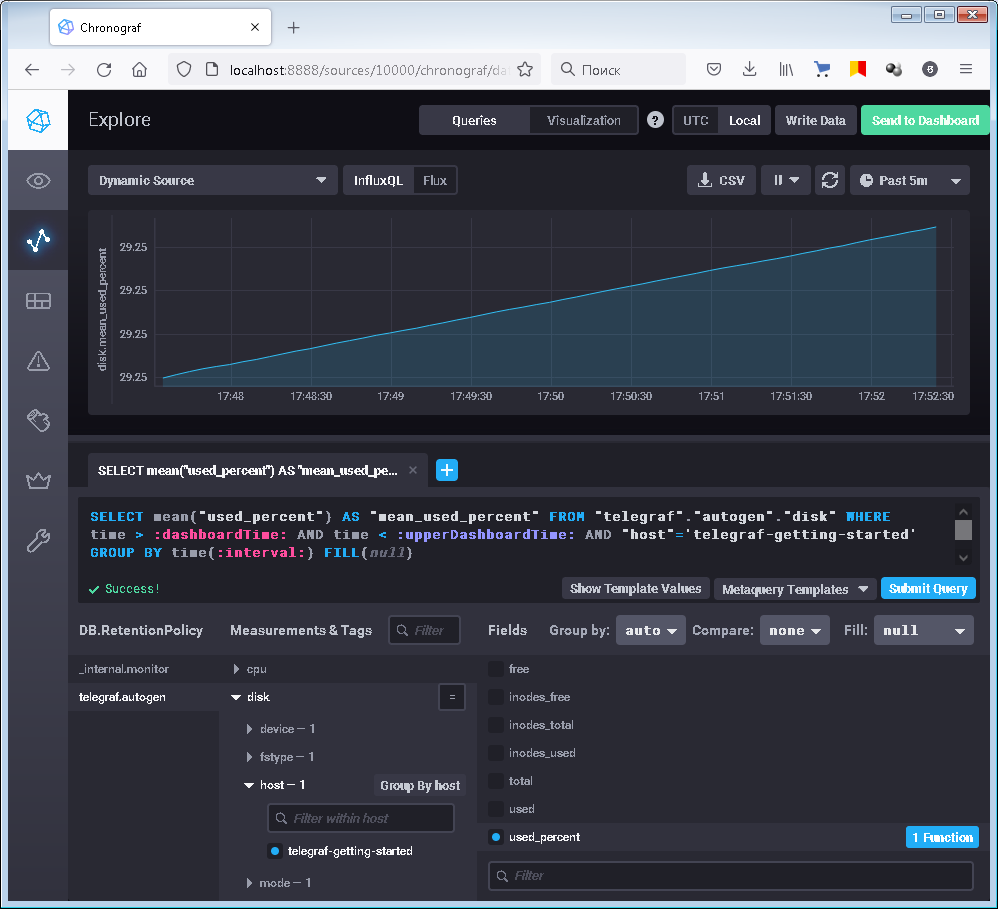 Chronograf
localhost:8888/sources/10000/chronograf/da
Поиск
Explore
Queries
Visualization
?
UTC
Local
Write Data
Send to Dashboard
Dynamic Source
InfluxQL
Flux
CSV
Past 5m
disk.mean_used_percent
29.25
29.25
29.25
29.25
17:48
17:48:30
17:49
17:49:30
17:50
17:50:30
17:51
17:51:30
17:52
17:52:30
SELECT mean("used_percent") AS "mean_used_pe...
SELECT mean("used_percent") AS "mean_used_percent" FROM "telegraf"."autogen"."disk" WHERE
time > :dashboardTime: AND time < :upperDashboardTime: AND "host"='telegraf-getting-started'
GROUP BY time(:interval:) FILL(null)
Success!
Show Template Values
Metaquery Templates
Submit Query
DB.RetentionPolicy
Measurements & Tags
Filter
Fields
Group by:
auto
Compare:
none
Fill:
null
_internal.monitor
telegraf.autogen
cpu
disk
=
device — 1
fstype — 1
host — 1
Group By host
Filter within host
telegraf-getting-started
mode — 1
free
inodes_free
inodes_total
inodes_used
total
used
used_percent
1 Function
Filter